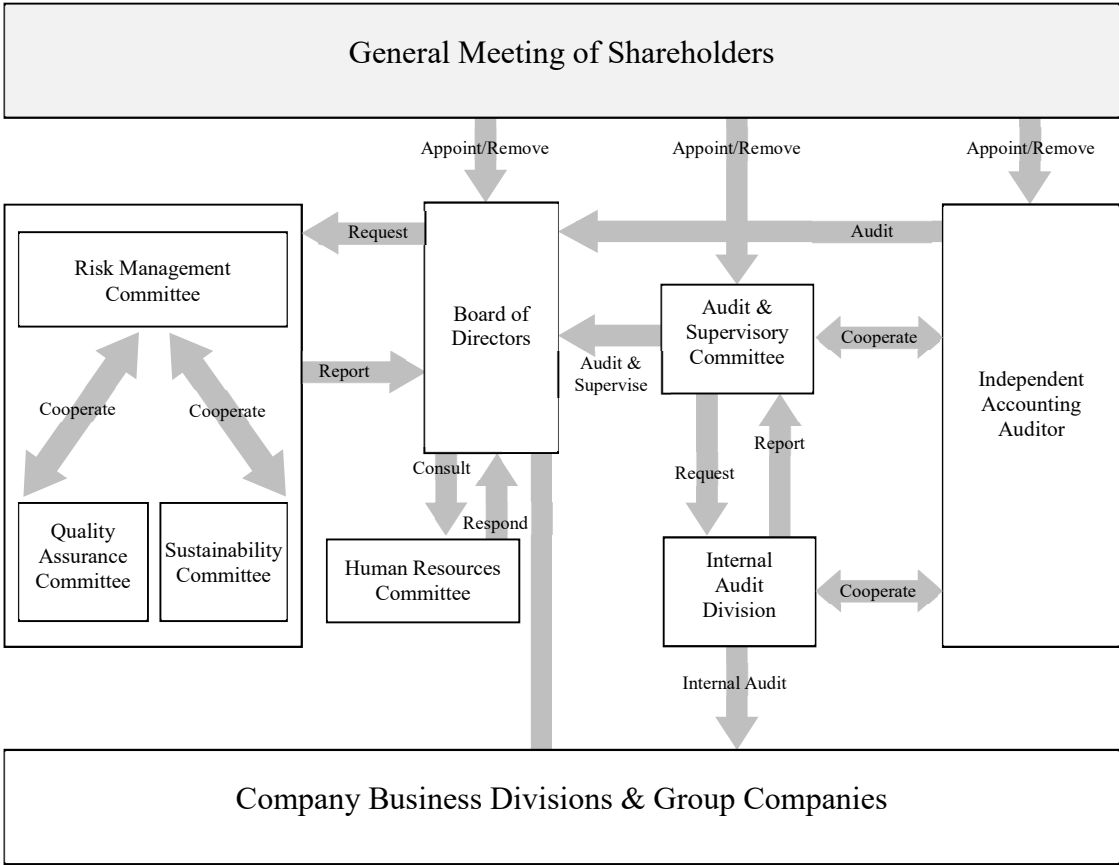 General Meeting of Shareholders
Appoint/Remove
Appoint/Remove
Appoint/Remove
Request
Audit
Risk Management
Committee
Board of
Directors
Audit &
Supervisory
Committee
Cooperate
Audit &
Supervise
Report
Independent
Accounting
Auditor
Cooperate
Cooperate
Consult
Request
Report
Respond
Quality
Assurance
Committee
Sustainability
Committee
Human Resources
Committee
Internal
Audit
Division
Cooperate
Internal Audit
Company Business Divisions & Group Companies